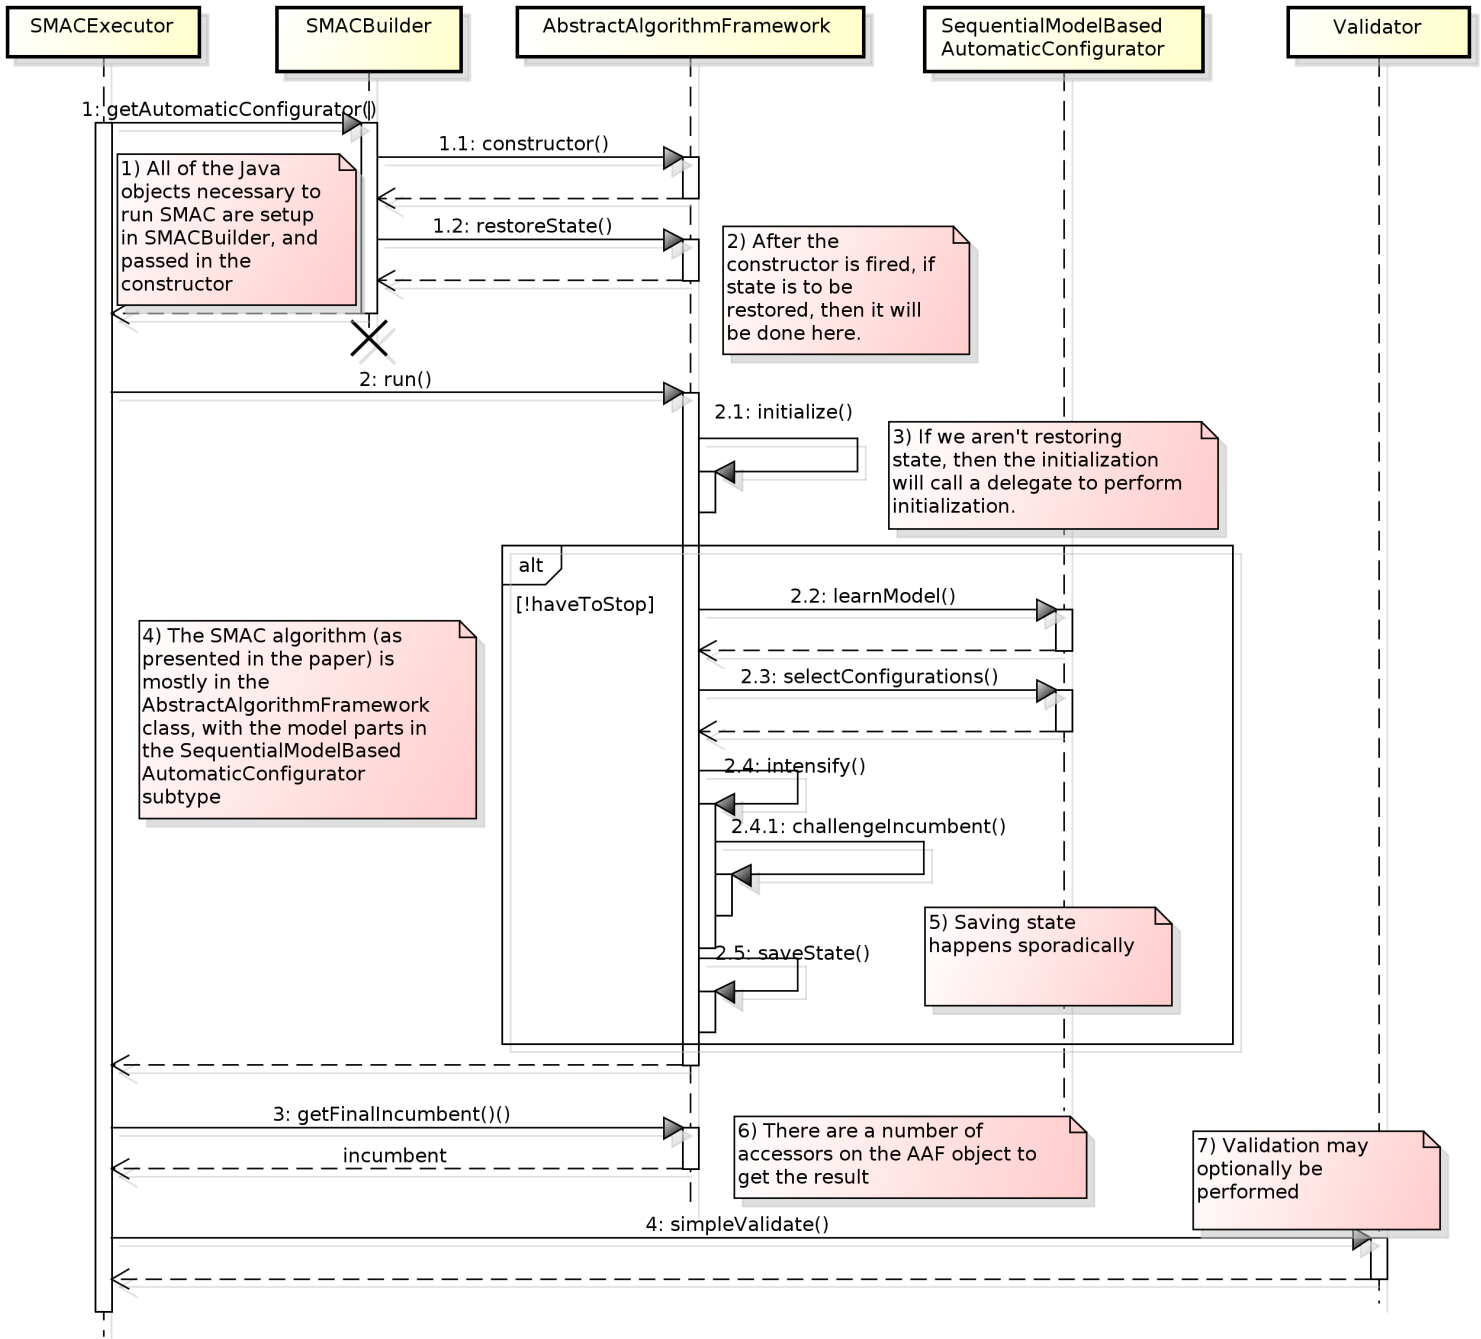 SMACExecutor
SMACBuilder
AbstractAlgorithmFramework
SequentialModelBased
AutomaticConfigurator
Validator
1: getAutomaticConfigurator()
1.1: constructor()
1) All of the Java
objects necessary to
run SMAC are setup
in SMACBuilder, and
passed in the
constructor
1.2: restoreState()
2) After the
constructor is fired, if
state is to be
restored, then it will
be done here.
2: run()
2.1: initialize()
3) If we aren't restoring
state, then the initialization
will call a delegate to perform
initialization.
alt
[!haveToStop]
2.2: learnModel()
4) The SMAC algorithm (as
presented in the paper) is
mostly in the
AbstractAlgorithmFramework
class, with the model parts in
the SequentialModelBased
AutomaticConfigurator
subtype
2.3: selectConfigurations()
2.4: intensify()
2.4.1: challengeIncumbent()
5) Saving state
happens sporadically
2.5: saveState()
3: getFinalIncumbent()()
incumbent
6) There are a number of
accessors on the AAF object to
get the result
7) Validation may
optionally be
performed
4: simpleValidate()